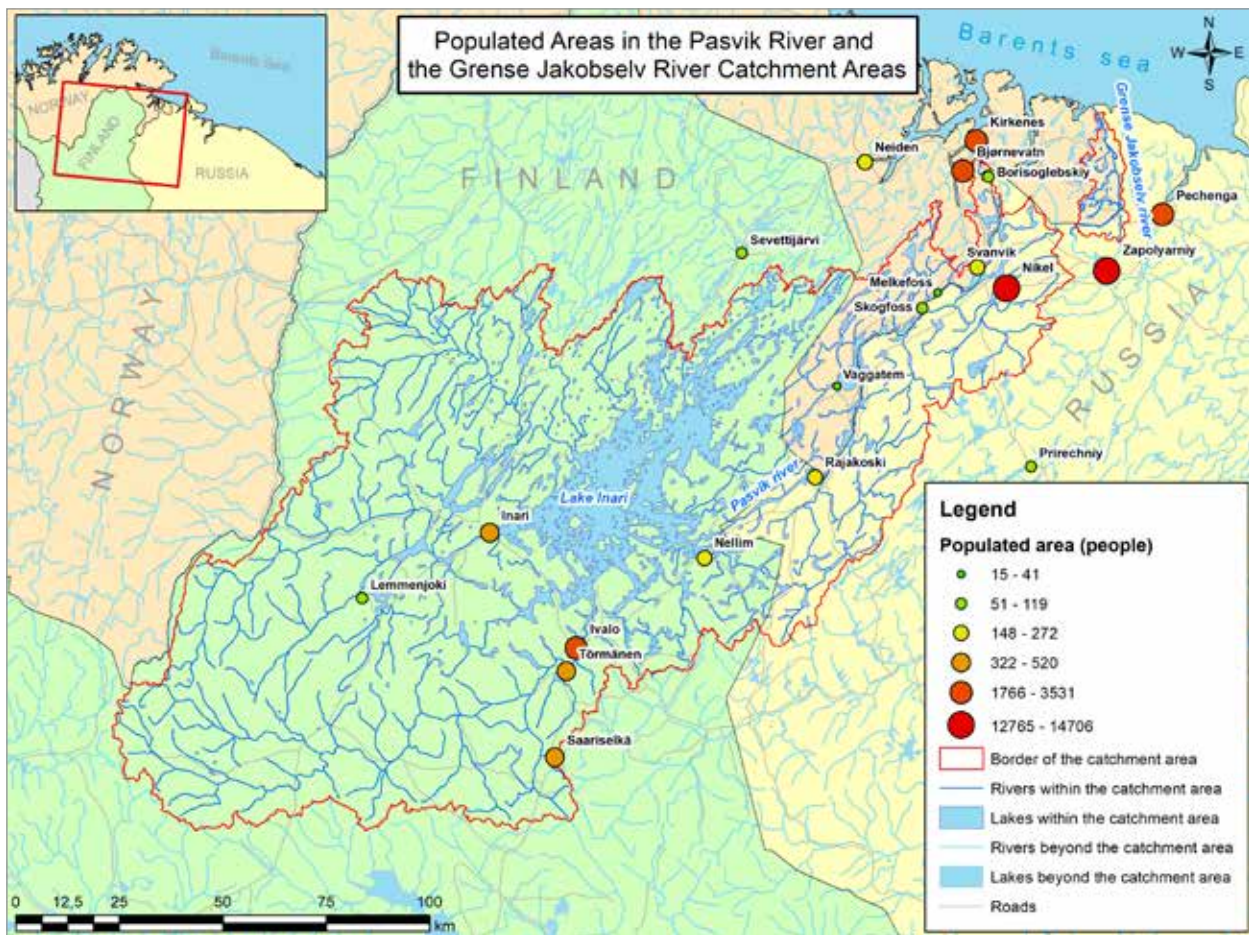 Populated Areas in the Pasvik River and
the Grense Jakobselv River Catchment Areas
Barents sea
N
W E
S
Barents sea
NORWAY
FINLAND
RUSSIA
FINLAND
NORWAY
RUSSIA
Grense Jakobselv river
Kirkenes
Neiden
Bjørnevatn
Borisoglebskiy
Pechenga
Sevettijärvi
Svanvik
Zapolyarniy
Melkefoss
Nikel
Skogfoss
Vaggatem
Prirechniy
Rajakoski
Pasvik river
Lake Inari
Inari
Nellim
Lemmenjoki
Ivalo
Törmänen
Saariselkä
Legend
Populated area (people)
15 - 41
51 - 119
148 - 272
322 - 520
1766 - 3531
12765 - 14706
Border of the catchment area
Rivers within the catchment area
Lakes within the catchment area
Rivers beyond the catchment area
Lakes beyond the catchment area
Roads
0 12,5 25 50 75 100
km